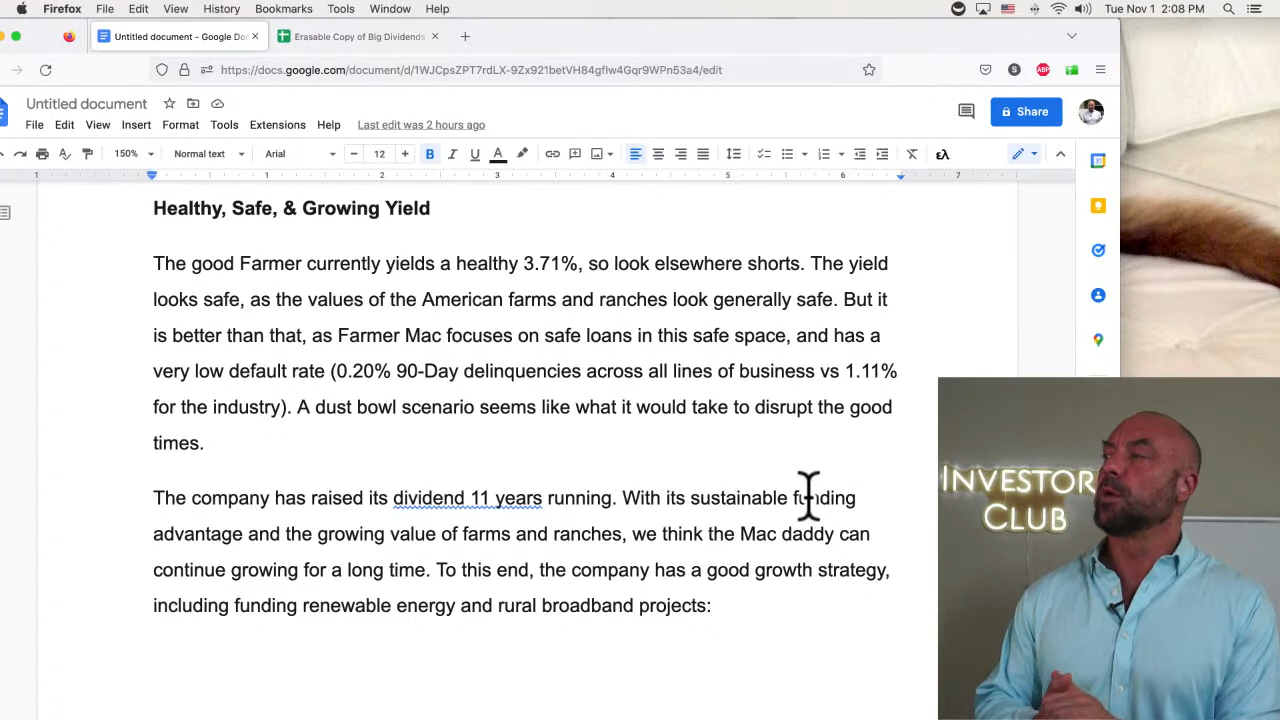 Firefox File Edit View History Bookmarks Tools Window Help Tue Nov 1 2:08 PM
Untitled document - Google Do Erasable Copy of Big Dividends
https://docs.google.com/document/d/1WJCpsZPT7rdLX-9Zx921betVH84gflw4Gqr9WPn53a4/edit
S ABP
Untitled document
Share
File Edit View Insert Format Tools Extensions Help Last edit was 2 hours ago
150% Normal text Arial 12 B I U A
1 1 2 3 4 5 6 7
Healthy, Safe, & Growing Yield
The good Farmer currently yields a healthy 3.71%, so look elsewhere shorts. The yield
looks safe, as the values of the American farms and ranches look generally safe. But it
is better than that, as Farmer Mac focuses on safe loans in this safe space, and has a
very low default rate (0.20% 90-Day delinquencies across all lines of business vs 1.11%
for the industry). A dust bowl scenario seems like what it would take to disrupt the good
times.
The company has raised its dividend 11 years running. With its sustainable funding
advantage and the growing value of farms and ranches, we think the Mac daddy can
continue growing for a long time. To this end, the company has a good growth strategy,
including funding renewable energy and rural broadband projects:
INVESTOR
CLUB